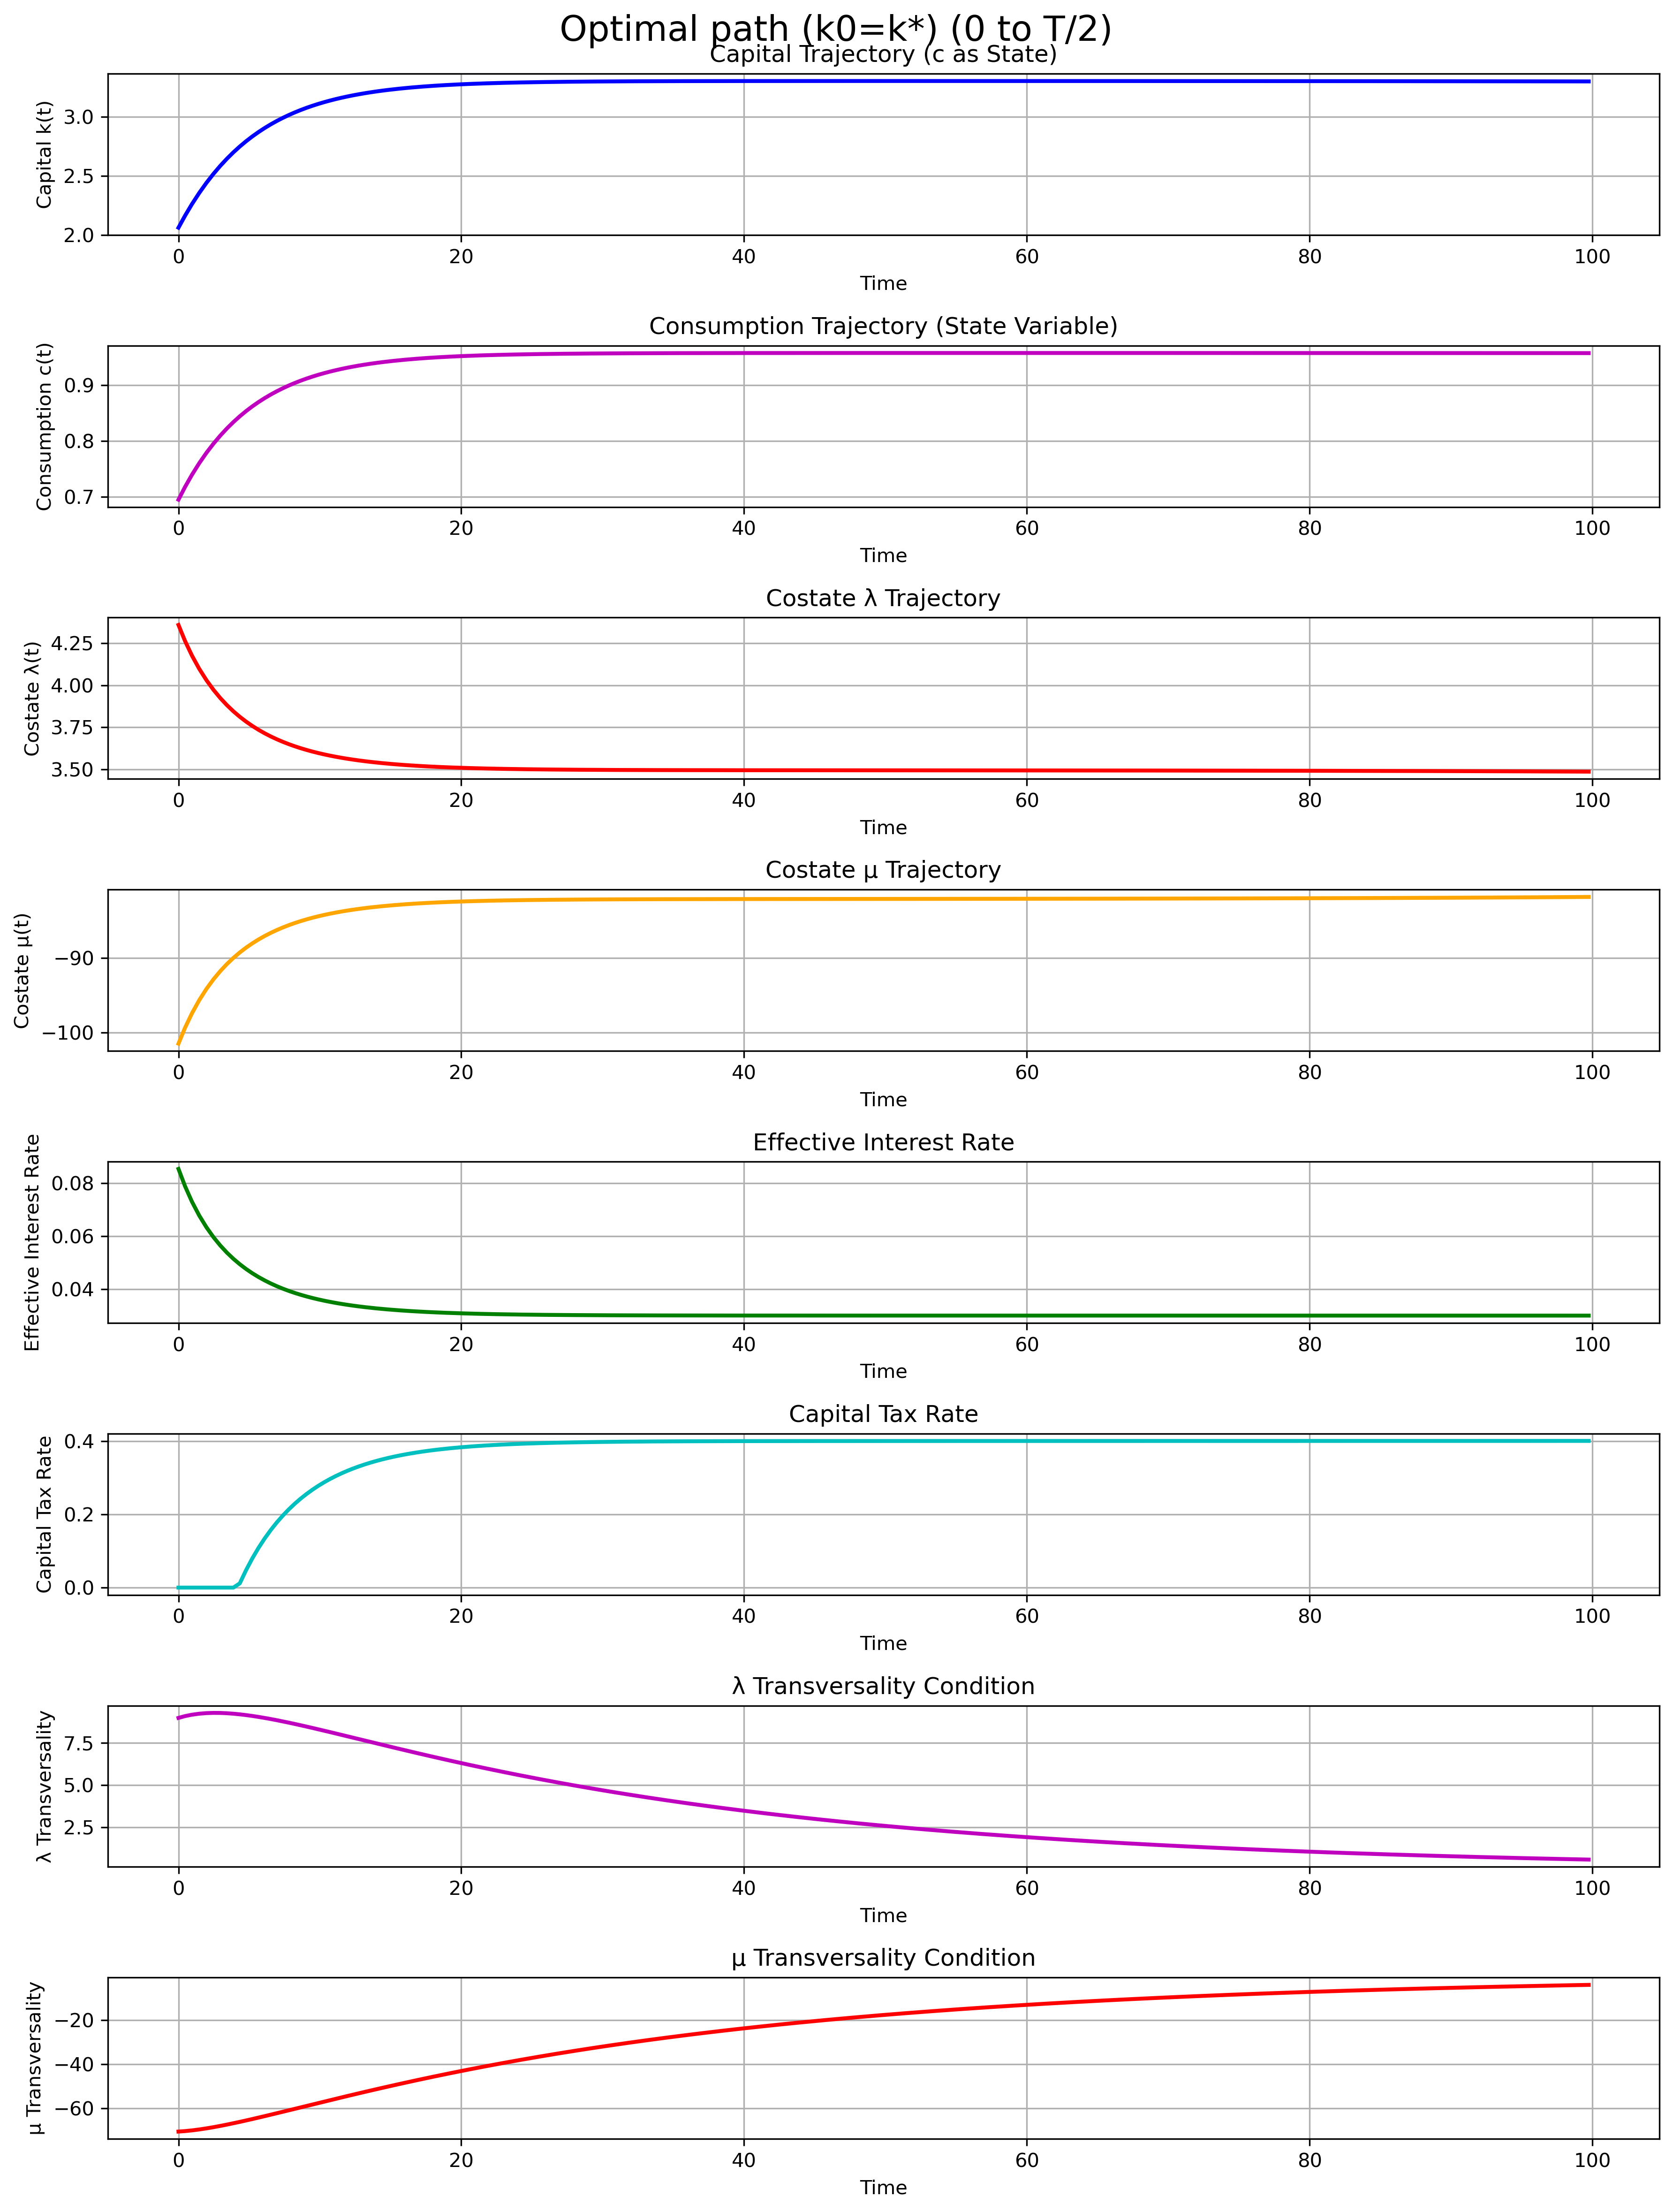 Optimal path (k0=k*) (0 to T/2)
Capital Trajectory (c as State)
Capital k(t)
3.0
2.5
2.0
0 20 40 60 80 100
Time
Consumption Trajectory (State Variable)
Consumption c(t)
0.9
0.8
0.7
0 20 40 60 80 100
Time
Costate λ Trajectory
Costate λ(t)
4.25
4.00
3.75
3.50
0 20 40 60 80 100
Time
Costate μ Trajectory
Costate μ(t)
−90
−100
0 20 40 60 80 100
Time
Effective Interest Rate
Effective Interest Rate
0.08
0.06
0.04
0 20 40 60 80 100
Time
Capital Tax Rate
Capital Tax Rate
0.4
0.2
0.0
0 20 40 60 80 100
Time
λ Transversality Condition
λ Transversality
7.5
5.0
2.5
0 20 40 60 80 100
Time
μ Transversality Condition
μ Transversality
−20
−40
−60
0 20 40 60 80 100
Time